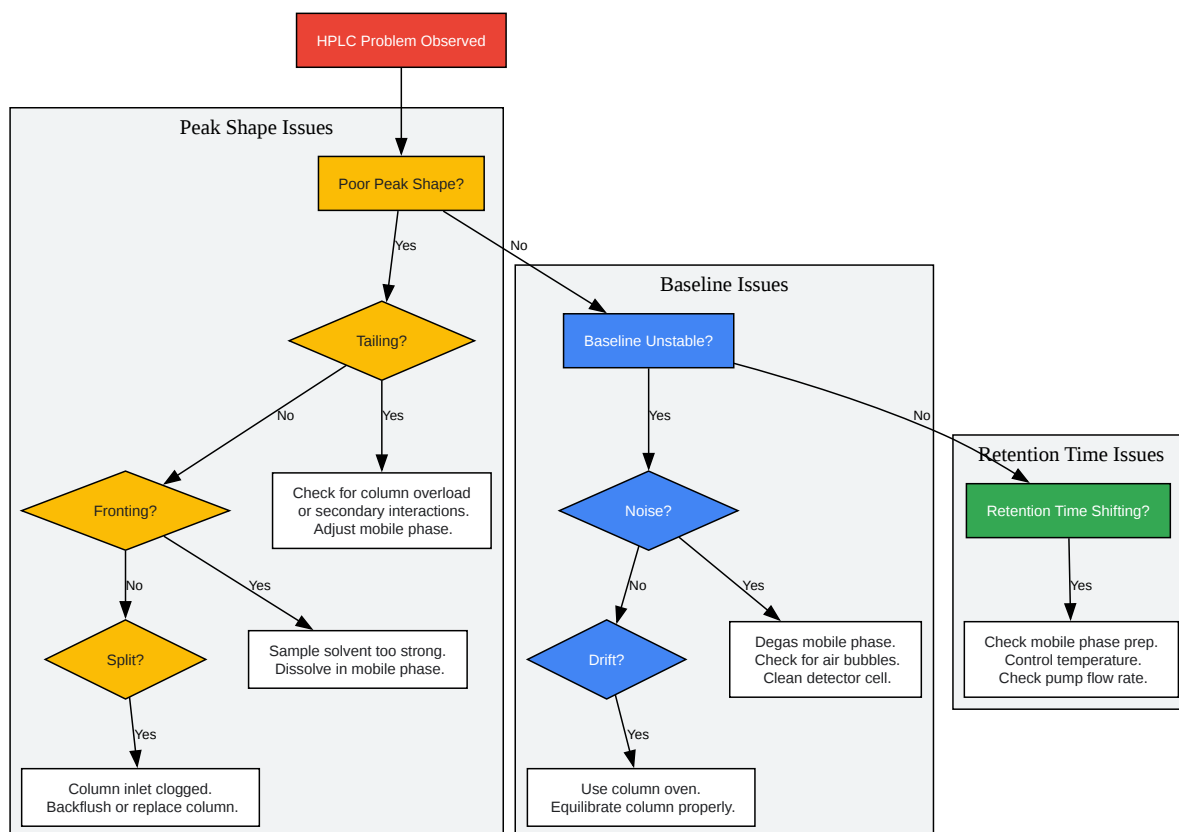 HPLC Problem Observed
Peak Shape Issues
Poor Peak Shape?
Yes
No
Baseline Issues
Tailing?
Baseline Unstable?
No
Yes
Yes
No
Retention Time Issues
Fronting?
Check for column overload
or secondary interactions.
Adjust mobile phase.
Noise?
Retention Time Shifting?
No
Yes
No
Yes
Yes
Split?
Sample solvent too strong.
Dissolve in mobile phase.
Drift?
Degas mobile phase.
Check for air bubbles.
Clean detector cell.
Check mobile phase prep.
Control temperature.
Check pump flow rate.
Yes
Yes
Column inlet clogged.
Backflush or replace column.
Use column oven.
Equilibrate column properly.